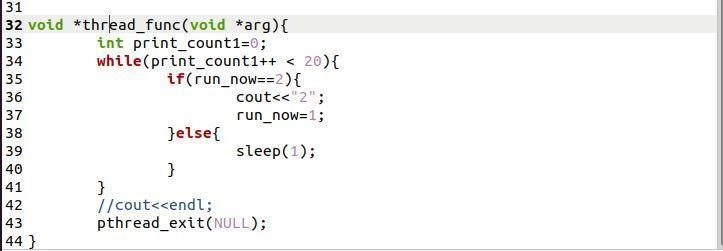 31
32 void *thread_func(void *arg){
33         int print_count1=0;
34         while(print_count1++ < 20){
35                 if(run_now==2){
36                         cout<<"2";
37                         run_now=1;
38                 }else{
39                         sleep(1);
40                 }
41         }
42         //cout<<endl;
43         pthread_exit(NULL);
44 }